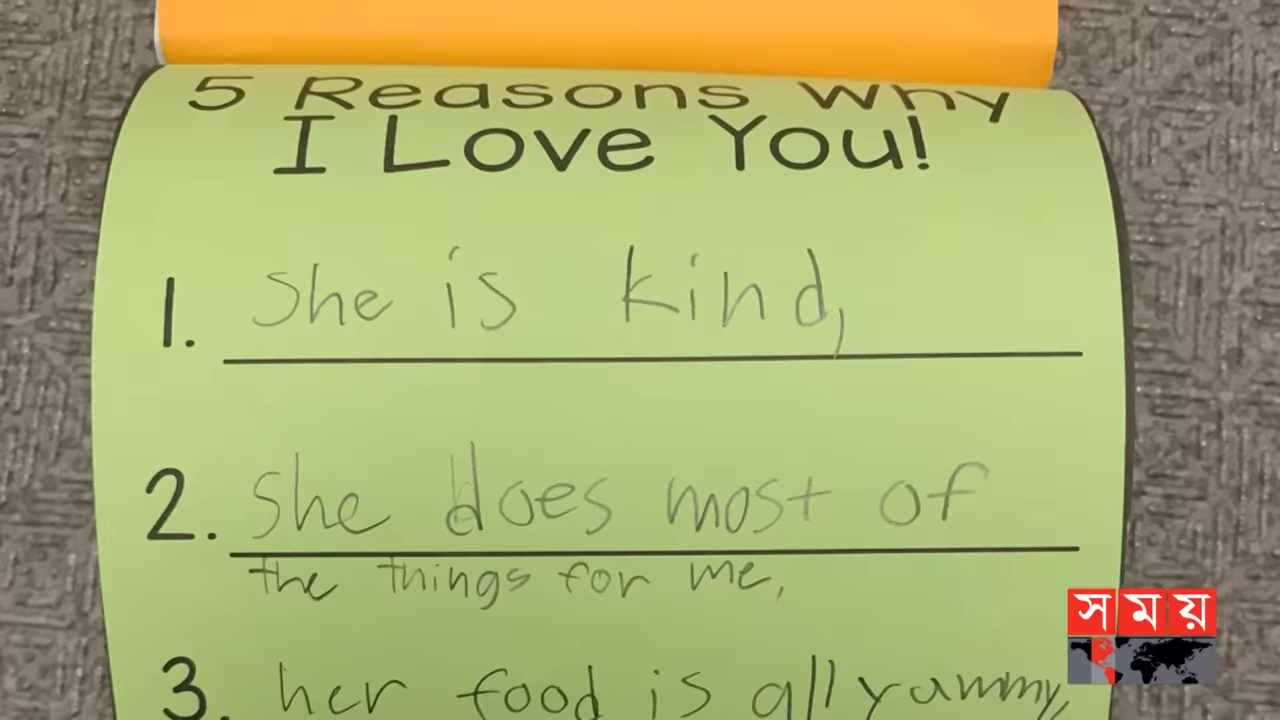 5 Reasons Why
I Love You!
1. She is kind,
2. She does most of
the things for me,
3. her food is all yummy,
সময়